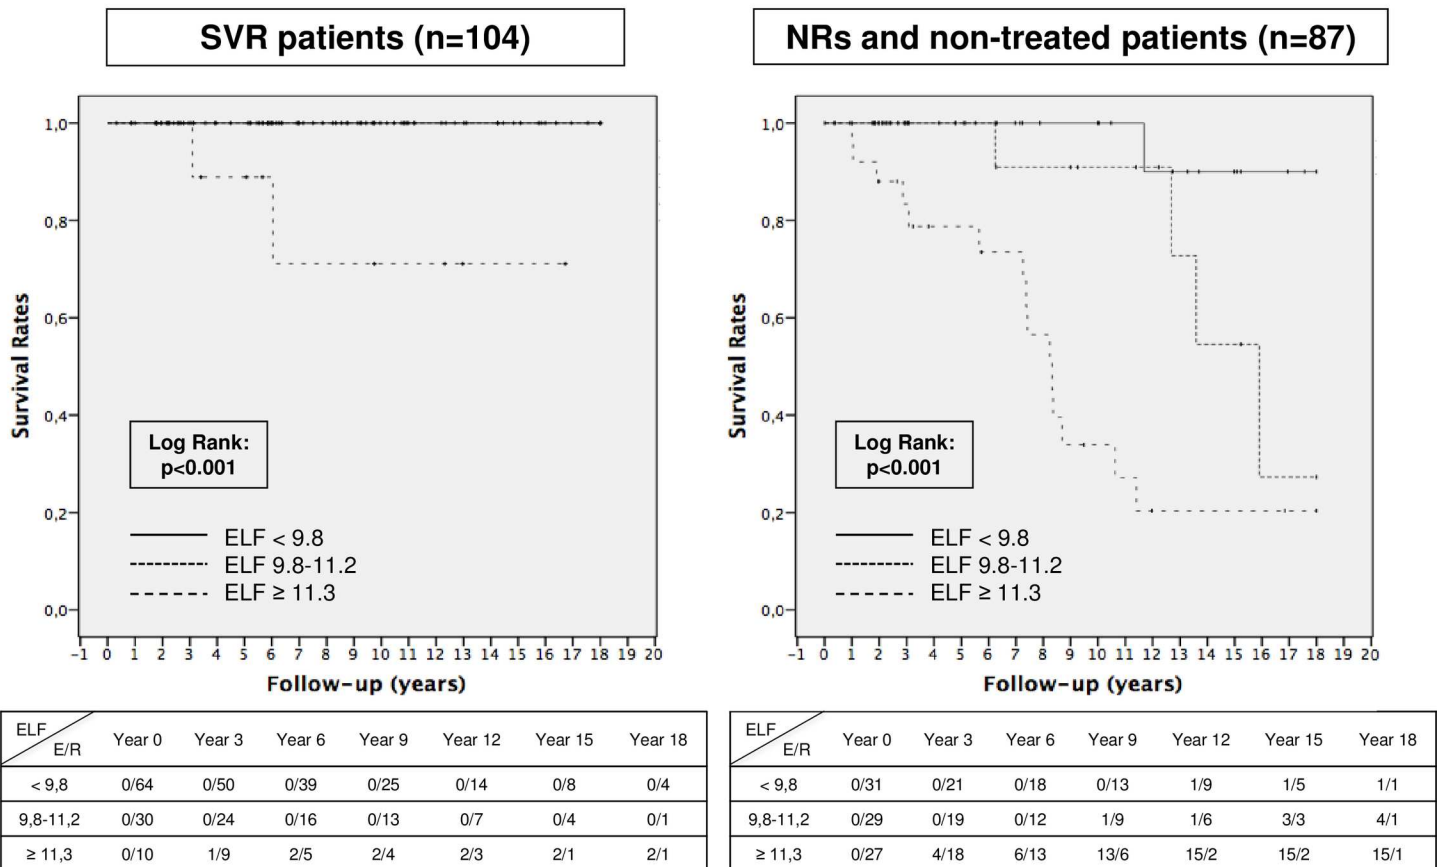 SVR patients (n=104)
NRs and non-treated patients (n=87)
Survival Rates
1,0
0,8
0,6
0,4
0,2
0,0
Log Rank:
p<0.001
ELF < 9.8
ELF 9.8-11.2
ELF ≥ 11.3
−1 0 1 2 3 4 5 6 7 8 9 10 11 12 13 14 15 16 17 18 19 20
Follow−up (years)
Survival Rates
1,0
0,8
0,6
0,4
0,2
0,0
Log Rank:
p<0.001
ELF < 9.8
ELF 9.8-11.2
ELF ≥ 11.3
−1 0 1 2 3 4 5 6 7 8 9 10 11 12 13 14 15 16 17 18 19 20
Follow−up (years)
ELF E/R Year 0 Year 3 Year 6 Year 9 Year 12 Year 15 Year 18
< 9,8 0/64 0/50 0/39 0/25 0/14 0/8 0/4
9,8-11,2 0/30 0/24 0/16 0/13 0/7 0/4 0/1
≥ 11,3 0/10 1/9 2/5 2/4 2/3 2/1 2/1
ELF E/R Year 0 Year 3 Year 6 Year 9 Year 12 Year 15 Year 18
< 9,8 0/31 0/21 0/18 0/13 1/9 1/5 1/1
9,8-11,2 0/29 0/19 0/12 1/9 1/6 3/3 4/1
≥ 11,3 0/27 4/18 6/13 13/6 15/2 15/2 15/1